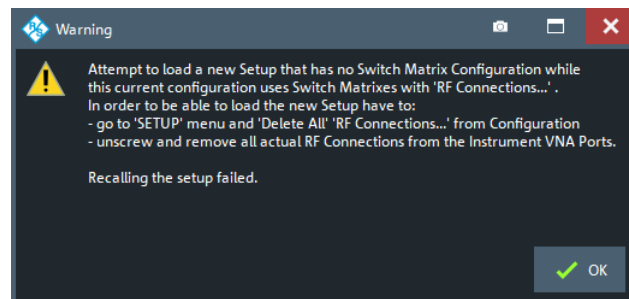 Warning
Attempt to load a new Setup that has no Switch Matrix Configuration while
this current configuration uses Switch Matrixes with 'RF Connections...' .
In order to be able to load the new Setup have to:
- go to 'SETUP' menu and 'Delete All' 'RF Connections...' from Configuration
- unscrew and remove all actual RF Connections from the Instrument VNA Ports.
Recalling the setup failed.
OK